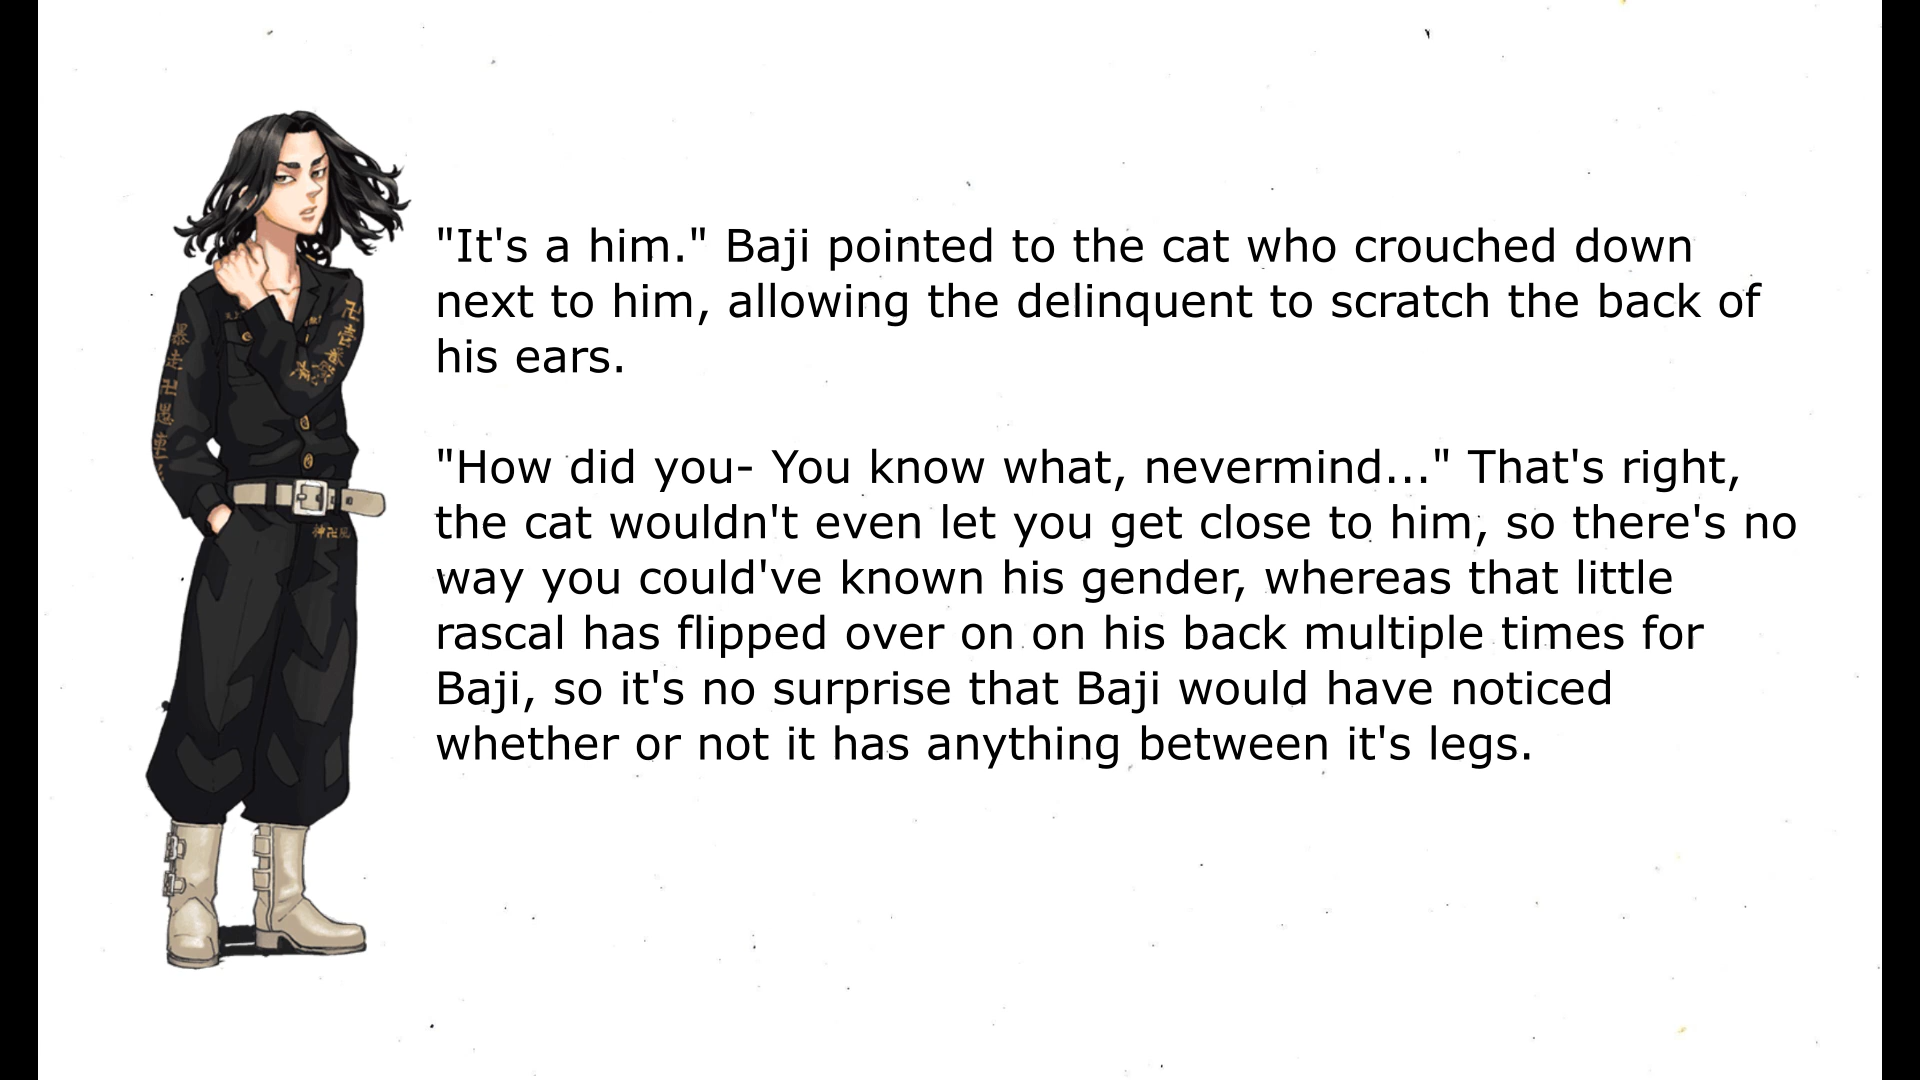 "It's a him." Baji pointed to the cat who crouched down
next to him, allowing the delinquent to scratch the back of
his ears.
"How did you- You know what, nevermind..." That's right,
the cat wouldn't even let you get close to him, so there's no
way you could've known his gender, whereas that little
rascal has flipped over on on his back multiple times for
Baji, so it's no surprise that Baji would have noticed
whether or not it has anything between it's legs.